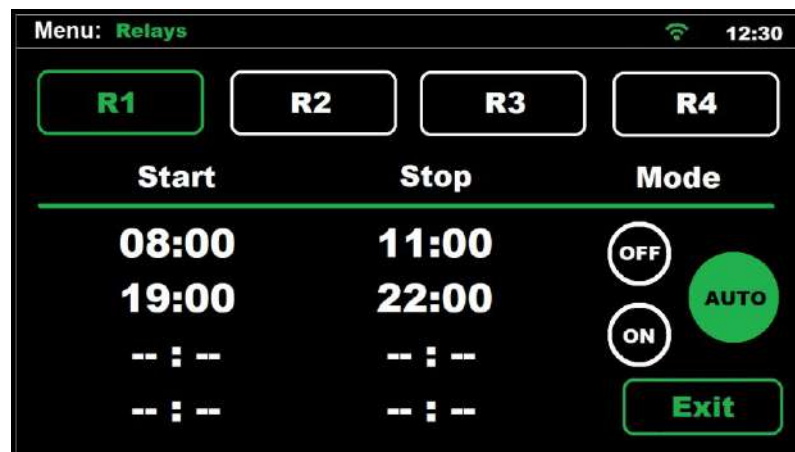 Menu: Relays 12:30
R1 R2 R3 R4
Start Stop Mode
08:00 11:00 OFF
19:00 22:00 AUTO
-- : -- -- : -- ON
-- : -- -- : -- Exit